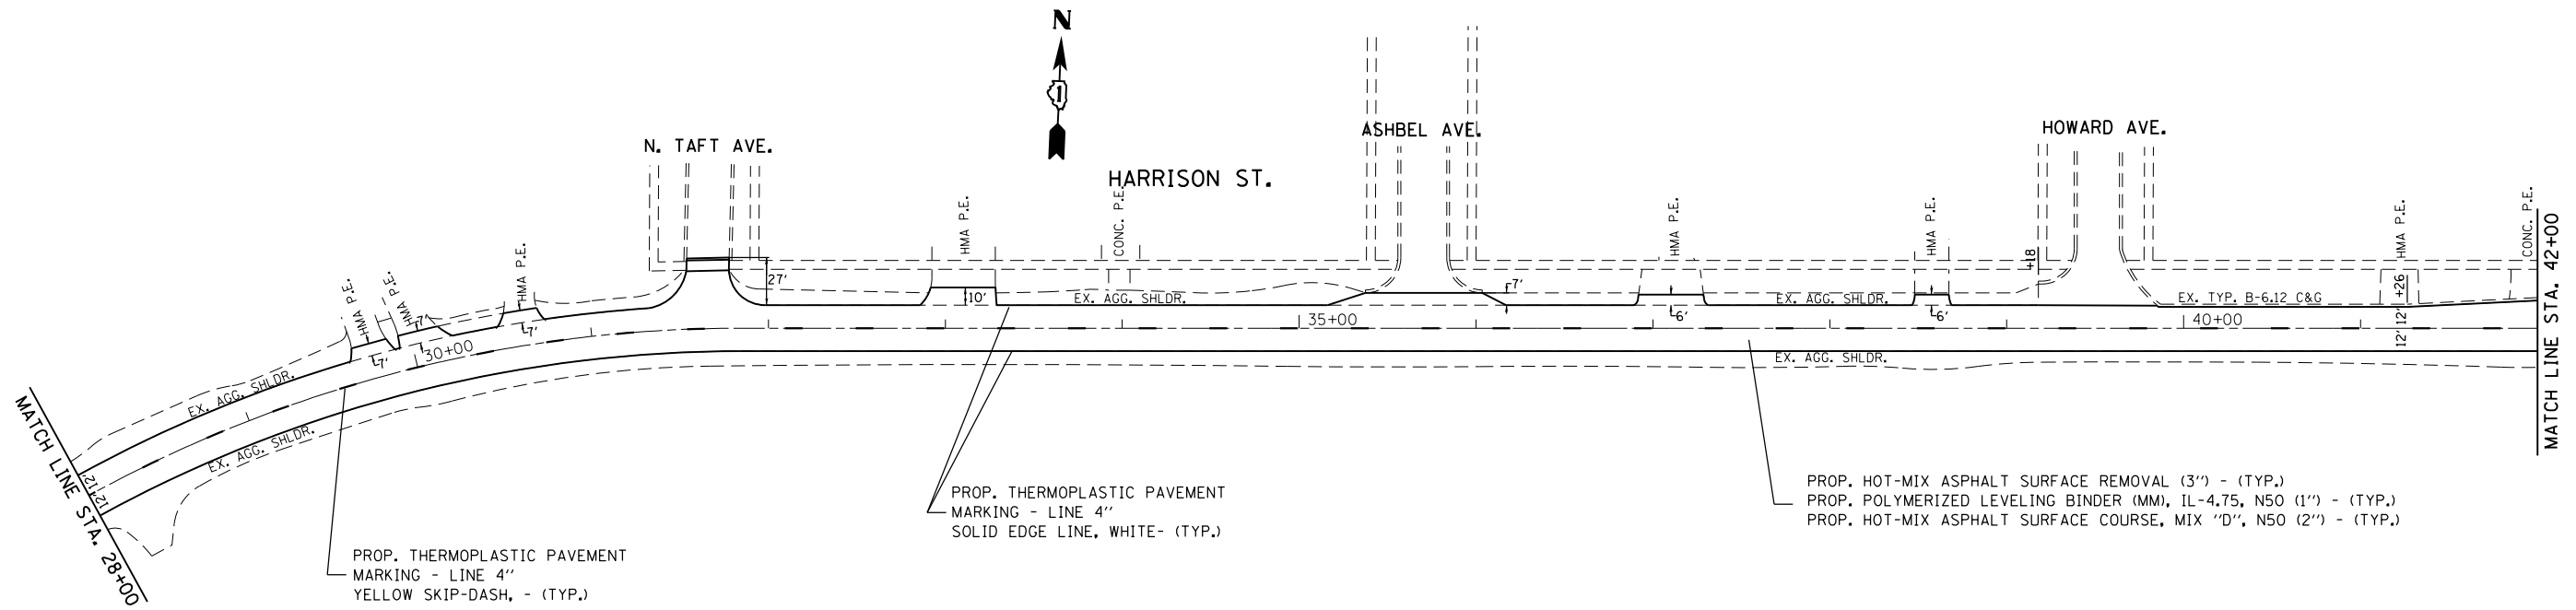 N
1
N. TAFT AVE.
ASHBEL AVE.
HOWARD AVE.
HARRISON ST.
HMA P.E.
HMA P.E.
HMA P.E.
HMA P.E.
CONC. P.E.
HMA P.E.
HMA P.E.
+18
HMA P.E.
+26
CONC. P.E.
27'
10'
7'
7'
7'
7'
6'
6'
EX. AGG. SHLDR.
EX. AGG. SHLDR.
EX. TYP. B-6.12 C&G
30+00
35+00
40+00
12' 12'
EX. AGG. SHLDR.
EX. AGG. SHLDR.
EX. AGG. SHLDR.
12' 12'
MATCH LINE STA. 28+00
MATCH LINE STA. 42+00
PROP. THERMOPLASTIC PAVEMENT
MARKING - LINE 4"
YELLOW SKIP-DASH, - (TYP.)
PROP. THERMOPLASTIC PAVEMENT
MARKING - LINE 4"
SOLID EDGE LINE, WHITE- (TYP.)
PROP. HOT-MIX ASPHALT SURFACE REMOVAL (3") - (TYP.)
PROP. POLYMERIZED LEVELING BINDER (MM), IL-4.75, N50 (1") - (TYP.)
PROP. HOT-MIX ASPHALT SURFACE COURSE, MIX "D", N50 (2") - (TYP.)